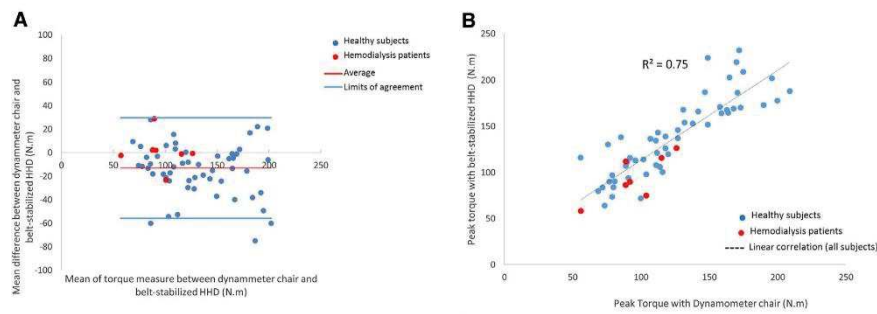 A
Mean difference between dynammeter chair and
belt-stabilized HHD (N.m)
100
80
60
40
20
0
-20
-40
-60
-80
-100
0
50
100
150
200
250
Mean of torque measure between dynammeter chair and
belt-stabilized HHD (N.m)
Healthy subjects
Hemodialysis patients
Average
Limits of agreement
B
Peak torque with belt-stabilized HHD (N.m)
250
200
150
100
50
0
0
50
100
150
200
250
Peak Torque with Dynamometer chair (N.m)
R² = 0.75
Healthy subjects
Hemodialysis patients
Linear correlation (all subjects)